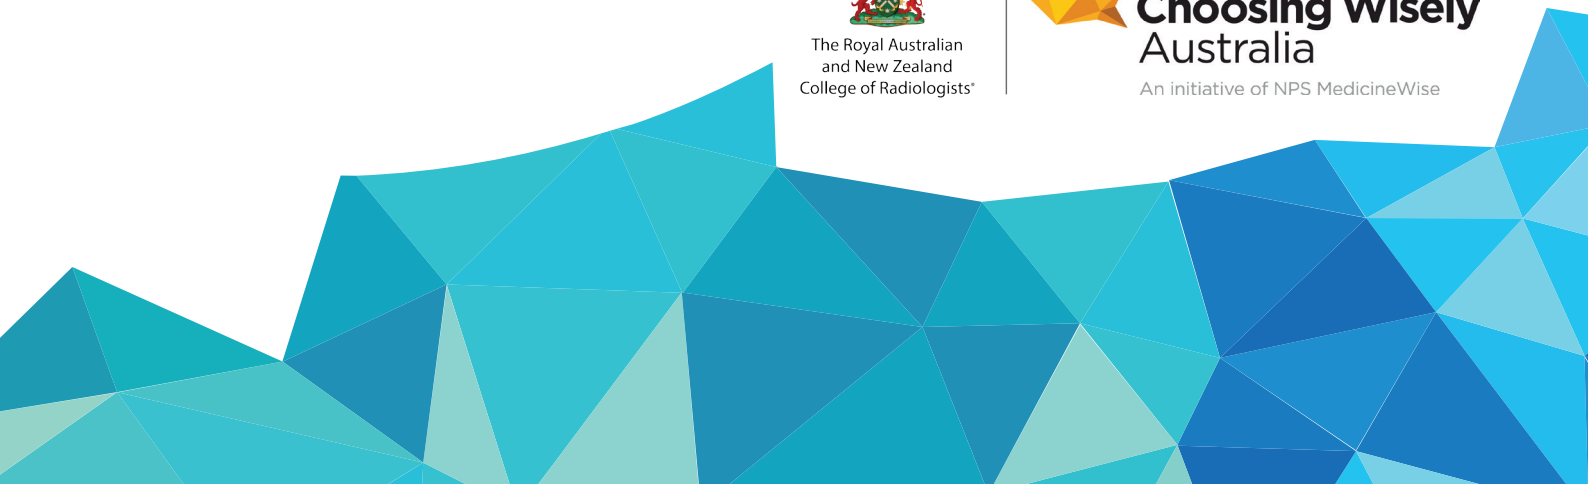 The Royal Australian
and New Zealand
College of Radiologists®
Choosing Wisely
Australia
An initiative of NPS MedicineWise